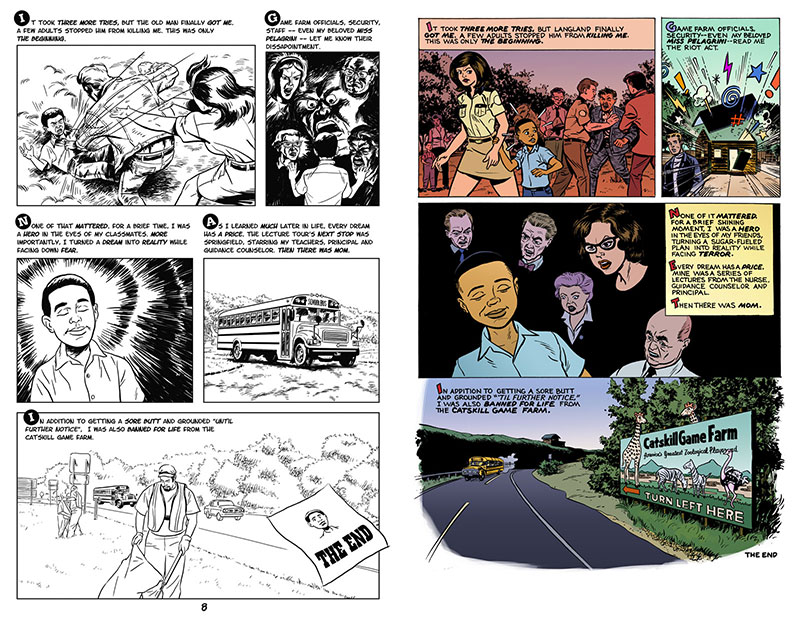 IT TOOK THREE MORE TRIES, BUT THE OLD MAN FINALLY GOT ME.
A FEW ADULTS STOPPED HIM FROM KILLING ME. THIS WAS ONLY
THE BEGINNING.
GAME FARM OFFICIALS, SECURITY,
STAFF -- EVEN MY BELOVED MISS
PELAGRINI -- LET ME KNOW THEIR
DISSAPOINTMENT.
NONE OF THAT MATTERED. FOR A BRIEF TIME, I WAS
A HERO IN THE EYES OF MY CLASSMATES. MORE
IMPORTANTLY, I TURNED A DREAM INTO REALITY WHILE
FACING DOWN FEAR.
AS I LEARNED MUCH LATER IN LIFE, EVERY DREAM
HAS A PRICE. THE LECTURE TOUR'S NEXT STOP WAS
SPRINGFIELD, STARRING MY TEACHERS, PRINCIPAL AND
GUIDANCE COUNSELOR. THEN THERE WAS MOM.
SCHOOL BUS
IN ADDITION TO GETTING A SORE BUTT AND GROUNDED "UNTIL
FURTHER NOTICE", I WAS ALSO BANNED FOR LIFE FROM THE
CATSKILL GAME FARM.
THE END
8
IT TOOK THREE MORE TRIES, BUT LANGLAND FINALLY
GOT ME. A FEW ADULTS STOPPED HIM FROM KILLING ME.
THIS WAS ONLY THE BEGINNING.
GAME FARM OFFICIALS,
SECURITY--EVEN MY BELOVED
MISS PELAGRINI--READ ME
THE RIOT ACT.
#
NONE OF IT MATTERED.
FOR A BRIEF SHINING
MOMENT, I WAS A HERO
IN THE EYES OF MY FRIENDS,
TURNING A SUGAR-FUELED
PLAN INTO REALITY WHILE
FACING TERROR.
EVERY DREAM HAS A PRICE.
MINE WAS A SERIES OF
LECTURES FROM THE NURSE,
GUIDANCE COUNSELOR AND
PRINCIPAL.
THEN THERE WAS MOM.
IN ADDITION TO GETTING A SORE BUTT
AND GROUNDED "'TIL FURTHER NOTICE,"
I WAS ALSO BANNED FOR LIFE FROM THE
CATSKILL GAME FARM.
Catskill Game Farm
America's Greatest Zoological Playground
TURN LEFT HERE
THE END